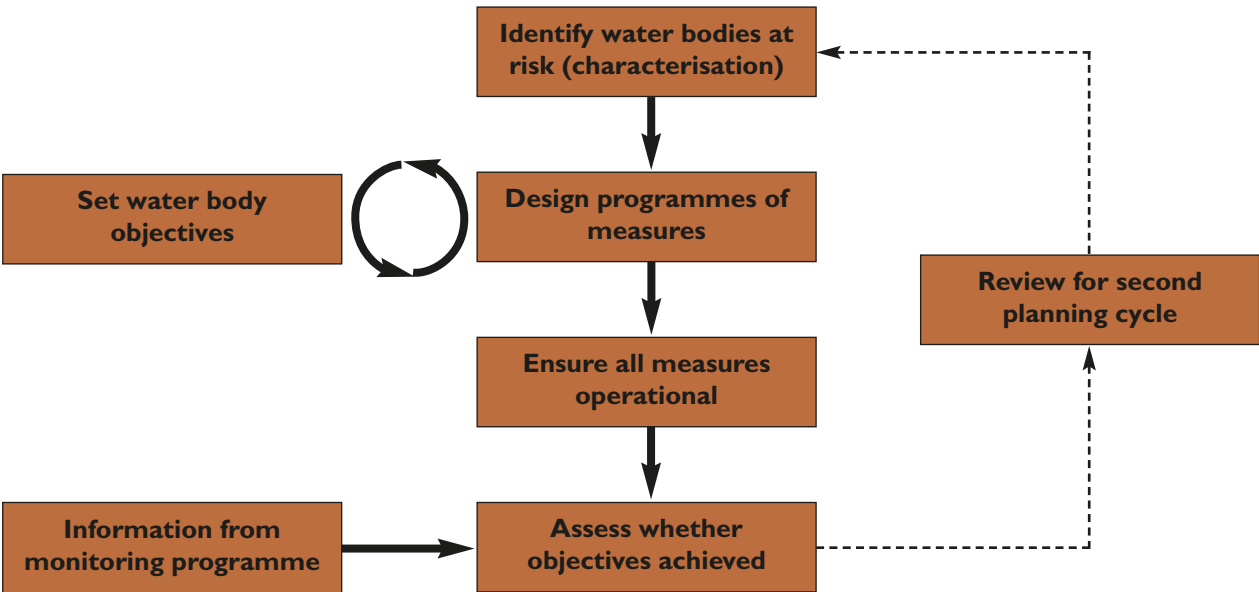 Identify water bodies at
risk (characterisation)
Set water body
objectives
Design programmes of
measures
Review for second
planning cycle
Ensure all measures
operational
Information from
monitoring programme
Assess whether
objectives achieved